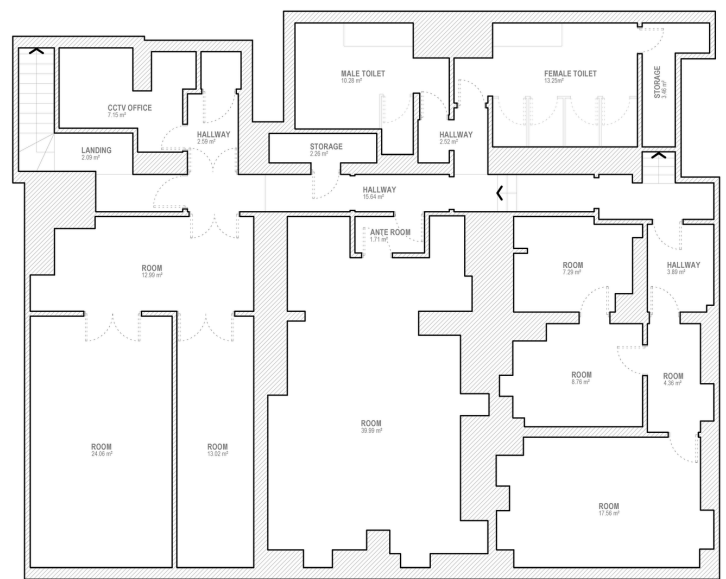 MALE TOILET
10.28 m²
FEMALE TOILET
13.25m²
STORAGE
3.46 m²
CCTV OFFICE
7.15 m²
HALLWAY
2.59 m²
HALLWAY
2.52 m²
LANDING
2.09 m²
STORAGE
2.26 m²
HALLWAY
15.64 m²
ANTE ROOM
1.71 m²
ROOM
12.99 m²
ROOM
7.29 m²
HALLWAY
3.89 m²
ROOM
8.76 m²
ROOM
4.36 m²
ROOM
39.99 m²
ROOM
24.06 m²
ROOM
13.02 m²
ROOM
17.56 m²